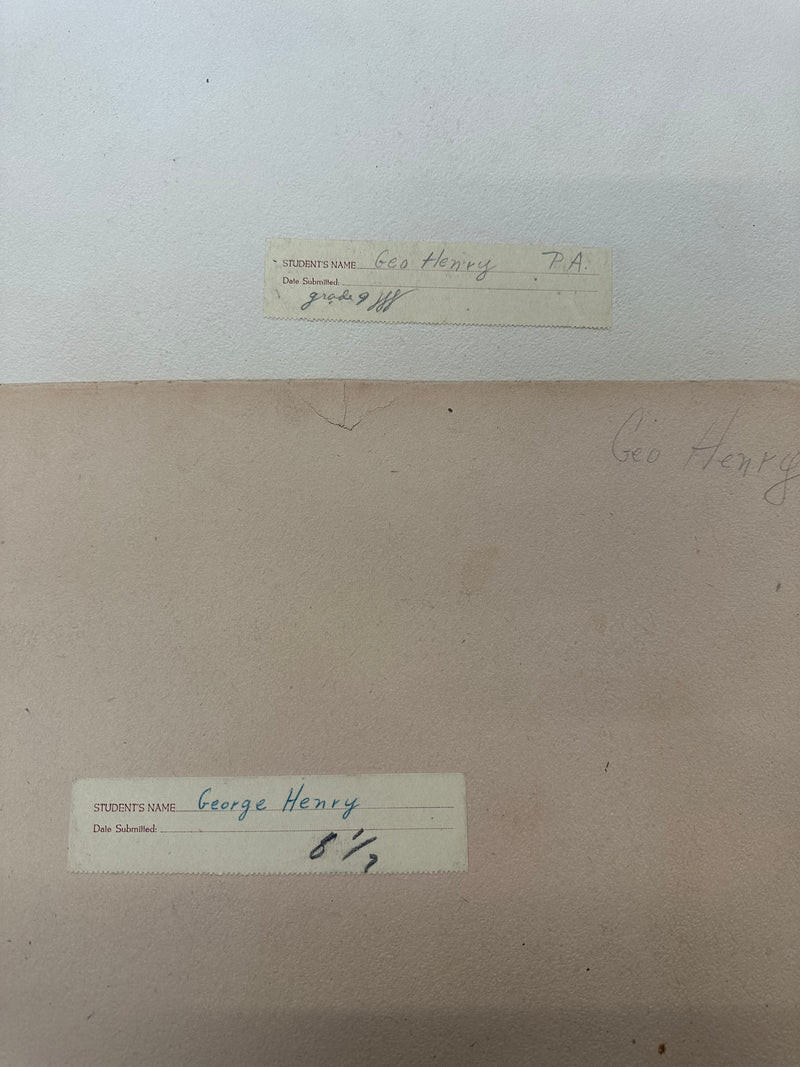 STUDENT'S NAME Geo Henry P.A.
Date Submitted:
grade 9
Geo Henry
STUDENT'S NAME George Henry
Date Submitted:
8 1/2